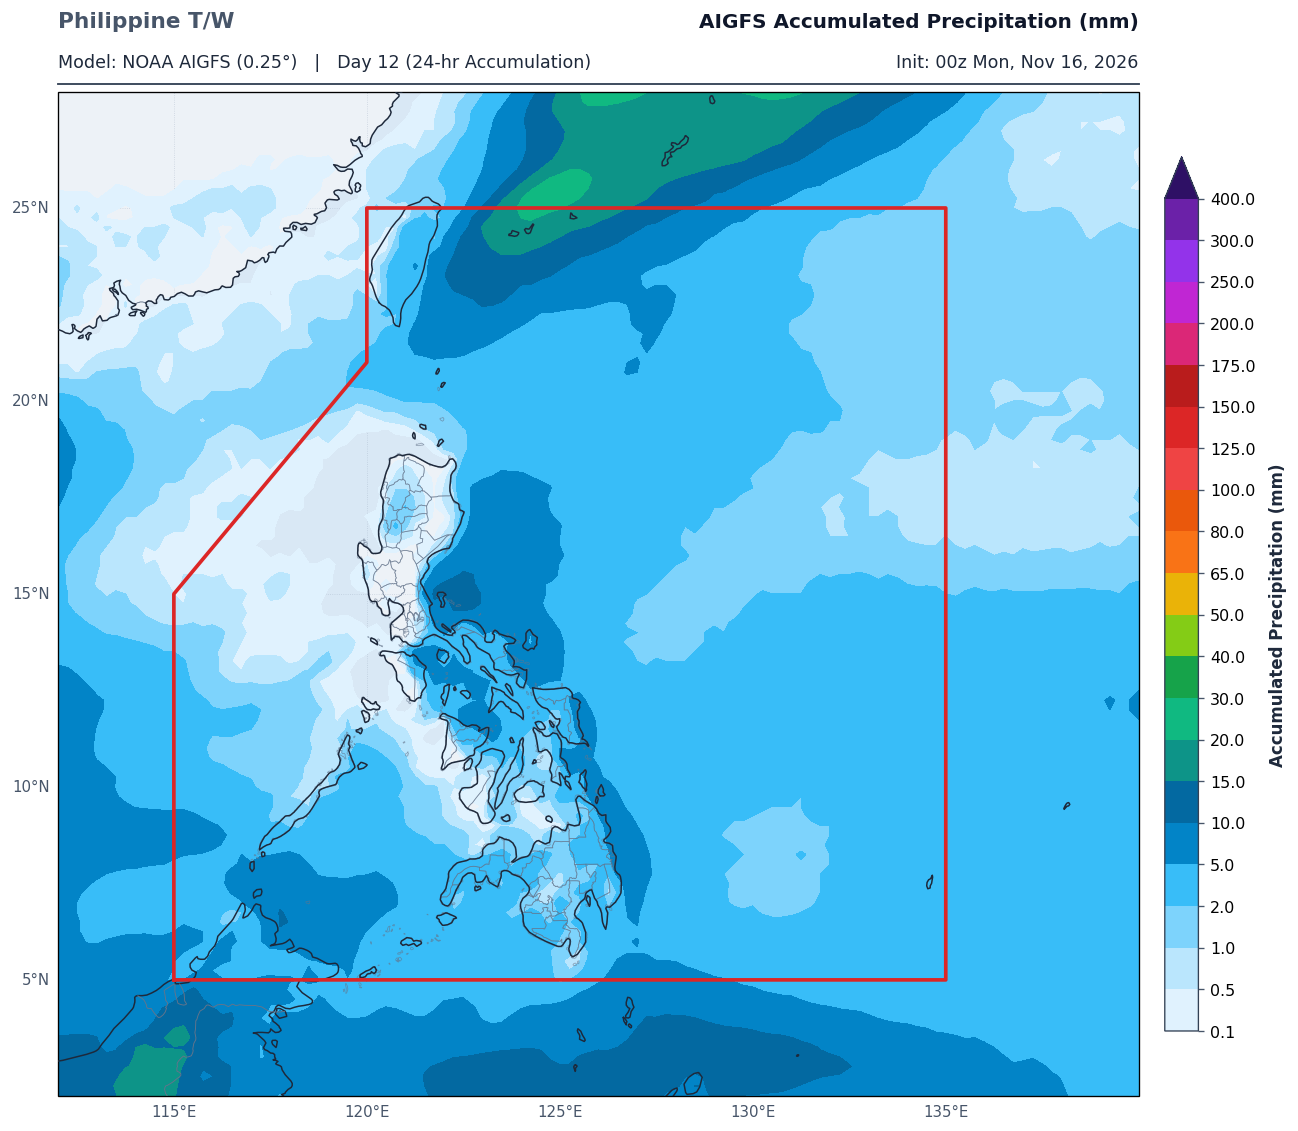 Philippine T/W
AIGFS Accumulated Precipitation (mm)
Model: NOAA AIGFS (0.25°)   |   Day 12 (24-hr Accumulation)
Init: 00z Mon, Nov 16, 2026
25°N
20°N
15°N
10°N
5°N
115°E
120°E
125°E
130°E
135°E
400.0
300.0
250.0
200.0
175.0
150.0
125.0
100.0
80.0
65.0
50.0
40.0
30.0
20.0
15.0
10.0
5.0
2.0
1.0
0.5
0.1
Accumulated Precipitation (mm)